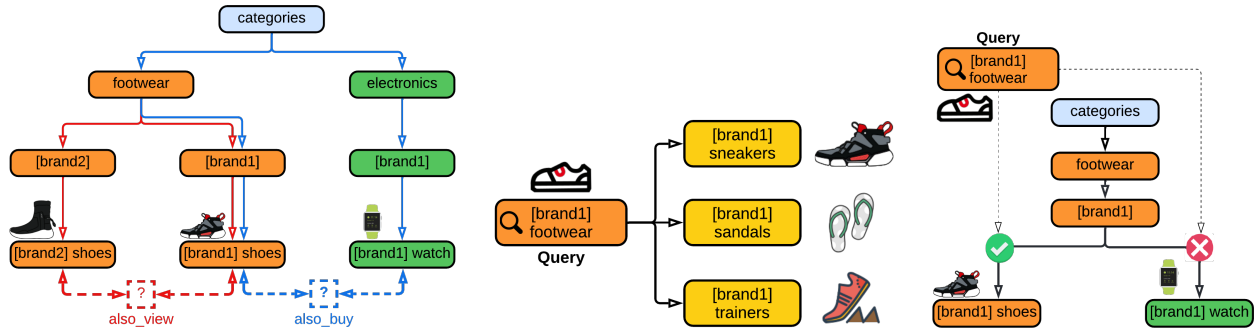 categories
footwear
electronics
[brand2]
[brand1]
[brand1]
[brand2] shoes
[brand1] shoes
[brand1] watch
?
?
also_view
also_buy
[brand1]
footwear
Query
[brand1]
sneakers
[brand1]
sandals
[brand1]
trainers
Query
[brand1]
footwear
categories
footwear
[brand1]
[brand1] shoes
[brand1] watch